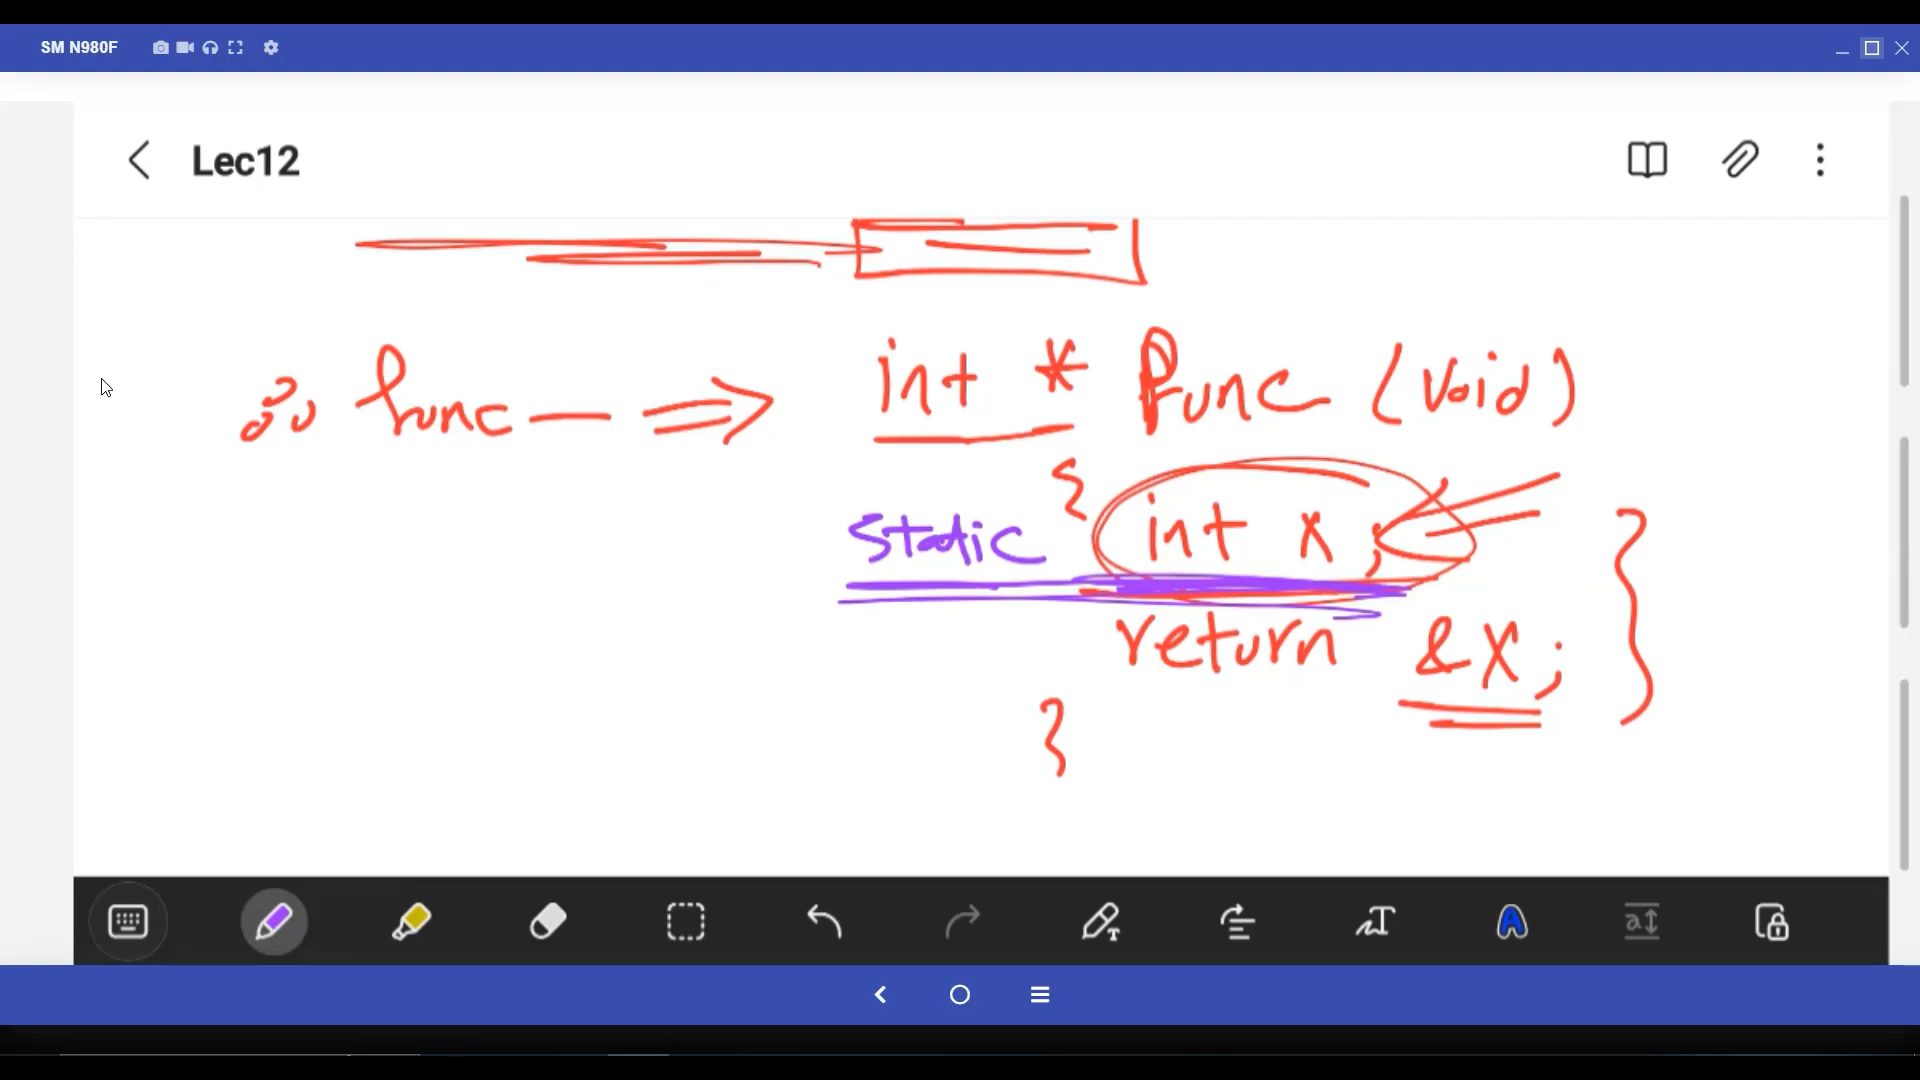 SM N980F
Lec12
func int * func (void)
{
static int x;
return &x;
}